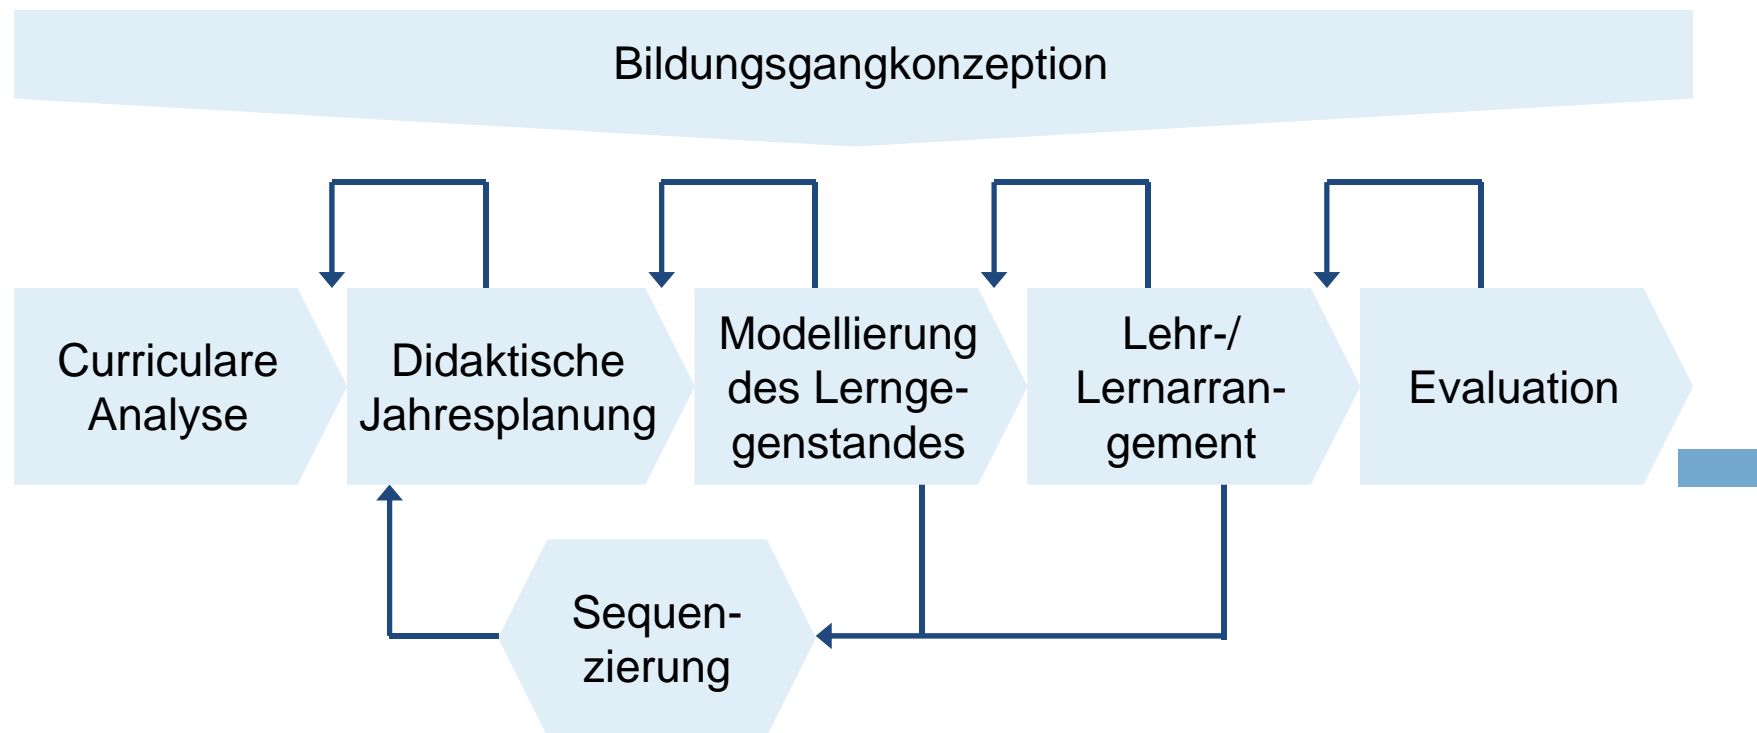 Bildungsgangkonzeption
Curriculare
Analyse
Didaktische
Jahresplanung
Modellierung
des Lernge-
genstandes
Lehr-/
Lernarran-
gement
Evaluation
Sequen-
zierung